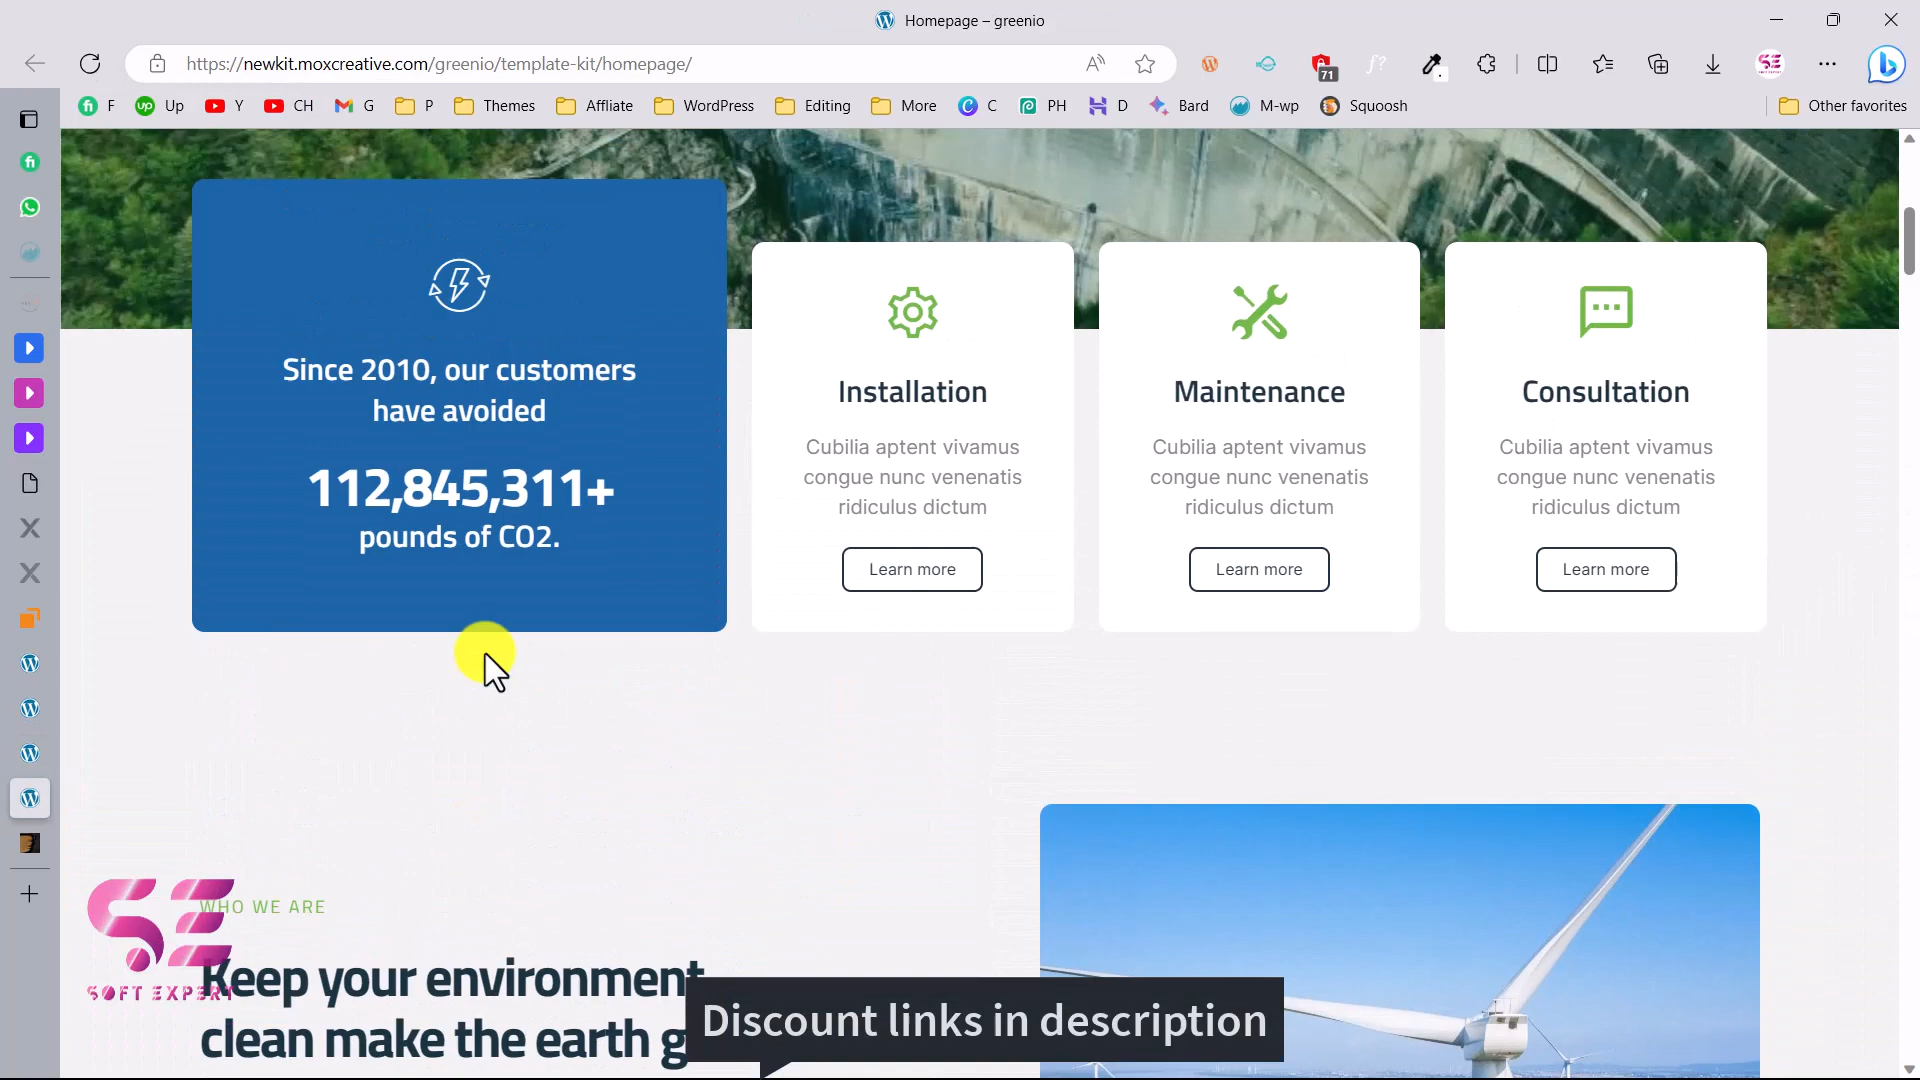 Homepage – greenio
https://newkit.moxcreative.com/greenio/template-kit/homepage/
71
F Up Y CH G P Themes Affliate WordPress Editing More C PH D Bard M-wp Squoosh Other favorites
Since 2010, our customers
have avoided
112,845,311+
pounds of CO2.
Installation
Cubilia aptent vivamus
congue nunc venenatis
ridiculus dictum
Learn more
Maintenance
Cubilia aptent vivamus
congue nunc venenatis
ridiculus dictum
Learn more
Consultation
Cubilia aptent vivamus
congue nunc venenatis
ridiculus dictum
Learn more
WHO WE ARE
Keep your environment
clean make the earth g
SE
SOFT EXPERT
Discount links in description